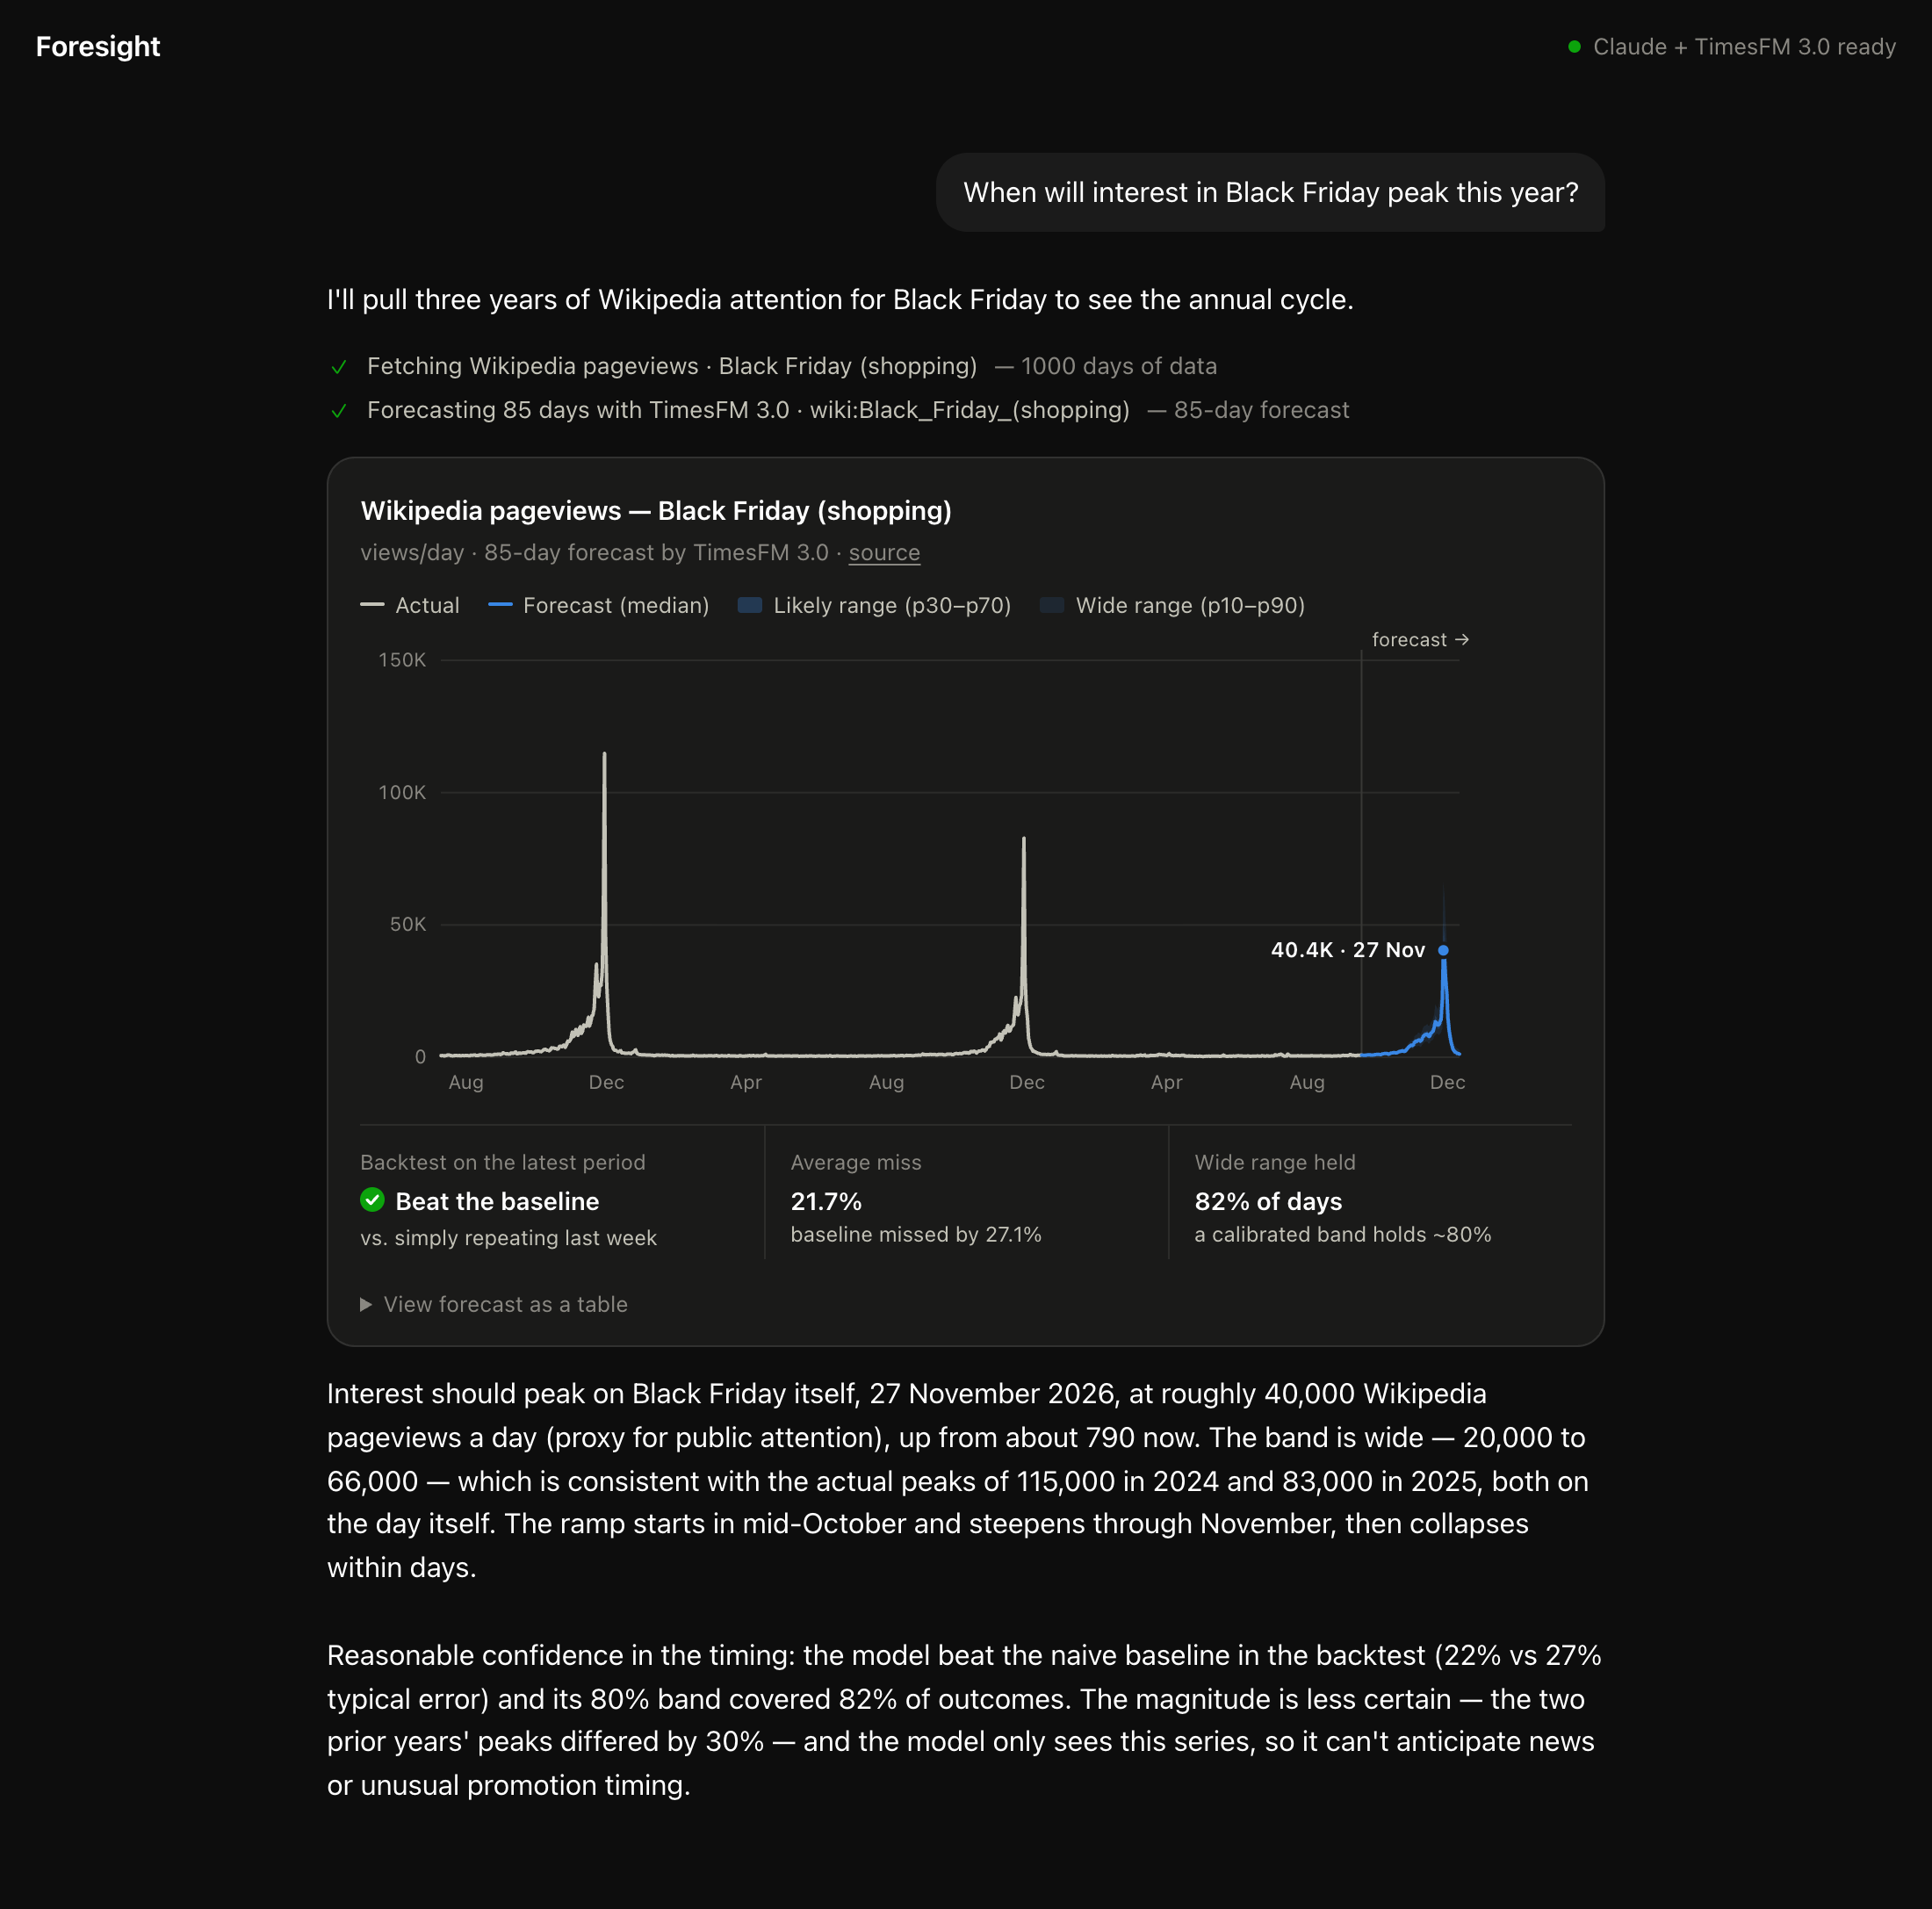 Foresight
Claude + TimesFM 3.0 ready
When will interest in Black Friday peak this year?
I'll pull three years of Wikipedia attention for Black Friday to see the annual cycle.
✓ Fetching Wikipedia pageviews · Black Friday (shopping) — 1000 days of data
✓ Forecasting 85 days with TimesFM 3.0 · wiki:Black_Friday_(shopping) — 85-day forecast
Wikipedia pageviews — Black Friday (shopping)
views/day · 85-day forecast by TimesFM 3.0 · source
Actual Forecast (median) Likely range (p30–p70) Wide range (p10–p90)
forecast →
150K
100K
50K
40.4K · 27 Nov
0
Aug Dec Apr Aug Dec Apr Aug Dec
Backtest on the latest period
Beat the baseline
vs. simply repeating last week
Average miss
21.7%
baseline missed by 27.1%
Wide range held
82% of days
a calibrated band holds ~80%
▶ View forecast as a table
Interest should peak on Black Friday itself, 27 November 2026, at roughly 40,000 Wikipedia
pageviews a day (proxy for public attention), up from about 790 now. The band is wide — 20,000 to
66,000 — which is consistent with the actual peaks of 115,000 in 2024 and 83,000 in 2025, both on
the day itself. The ramp starts in mid-October and steepens through November, then collapses
within days.
Reasonable confidence in the timing: the model beat the naive baseline in the backtest (22% vs 27%
typical error) and its 80% band covered 82% of outcomes. The magnitude is less certain — the two
prior years' peaks differed by 30% — and the model only sees this series, so it can't anticipate news
or unusual promotion timing.